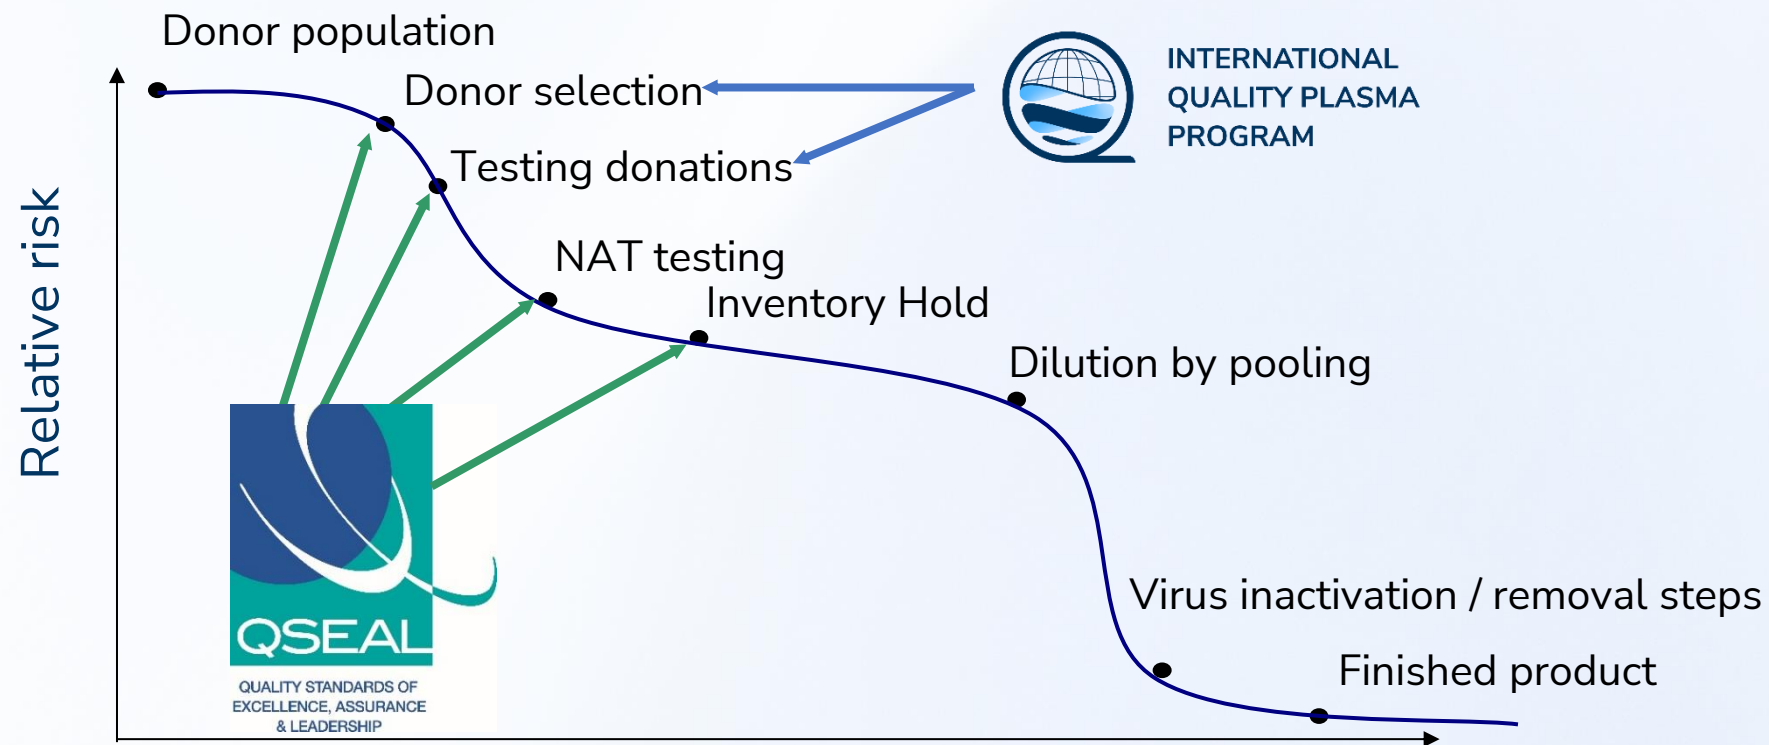 Donor population
Donor selection
Testing donations
INTERNATIONAL
QUALITY PLASMA
PROGRAM
Relative risk
NAT testing
Inventory Hold
Dilution by pooling
Virus inactivation / removal steps
Finished product
QSEAL
QUALITY STANDARDS OF
EXCELLENCE, ASSURANCE
& LEADERSHIP